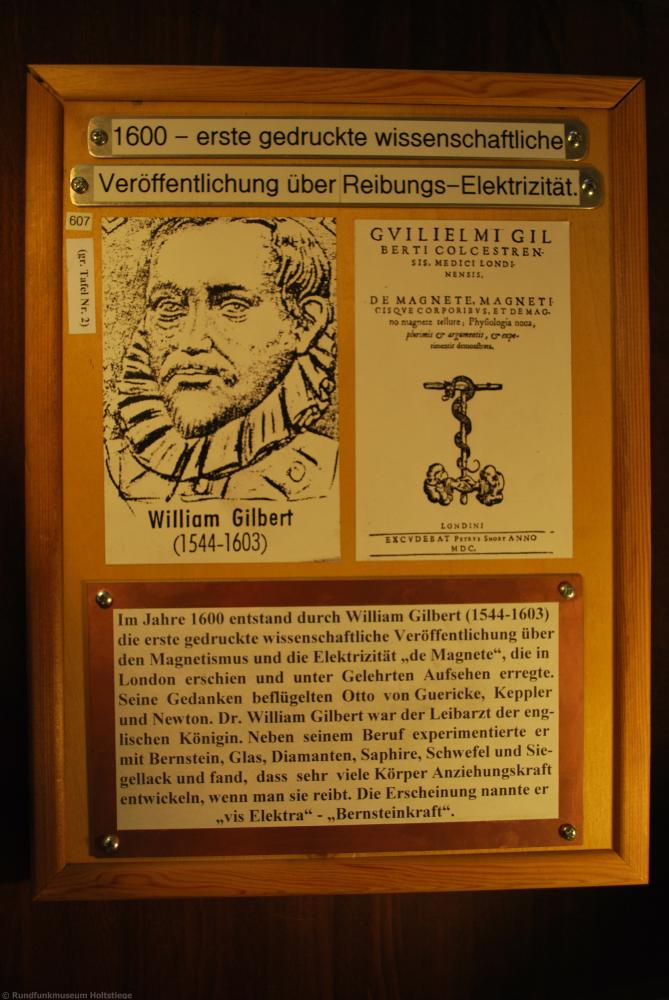 1600 – erste gedruckte wissenschaftliche
Veröffentlichung über Reibungs-Elektrizität.
607
(gr. Tafel Nr. 2)
William Gilbert
(1544-1603)
GVILIELMI GIL
BERTI COLCESTREN-
SIS, MEDICI LONDI-
NENSIS,
DE MAGNETE, MAGNETI-
CISQVE CORPORIBVS, ET DE MAG-
no magnete tellure; Phyſiologia noua,
plurimis & argumentis, & expe-
rimentis demonſtrata.
LONDINI
EXCVDEBAT PETRVS SHORT ANNO
MDC.
Im Jahre 1600 entstand durch William Gilbert (1544-1603)
die erste gedruckte wissenschaftliche Veröffentlichung über
den Magnetismus und die Elektrizität „de Magnete“, die in
London erschien und unter Gelehrten Aufsehen erregte.
Seine Gedanken beflügelten Otto von Guericke, Keppler
und Newton. Dr. William Gilbert war der Leibarzt der eng-
lischen Königin. Neben seinem Beruf experimentierte er
mit Bernstein, Glas, Diamanten, Saphire, Schwefel und Sie-
gellack und fand, dass sehr viele Körper Anziehungskraft
entwickeln, wenn man sie reibt. Die Erscheinung nannte er
„vis Elektra“ - „Bernsteinkraft“.
© Rundfunkmuseum Holtstiege